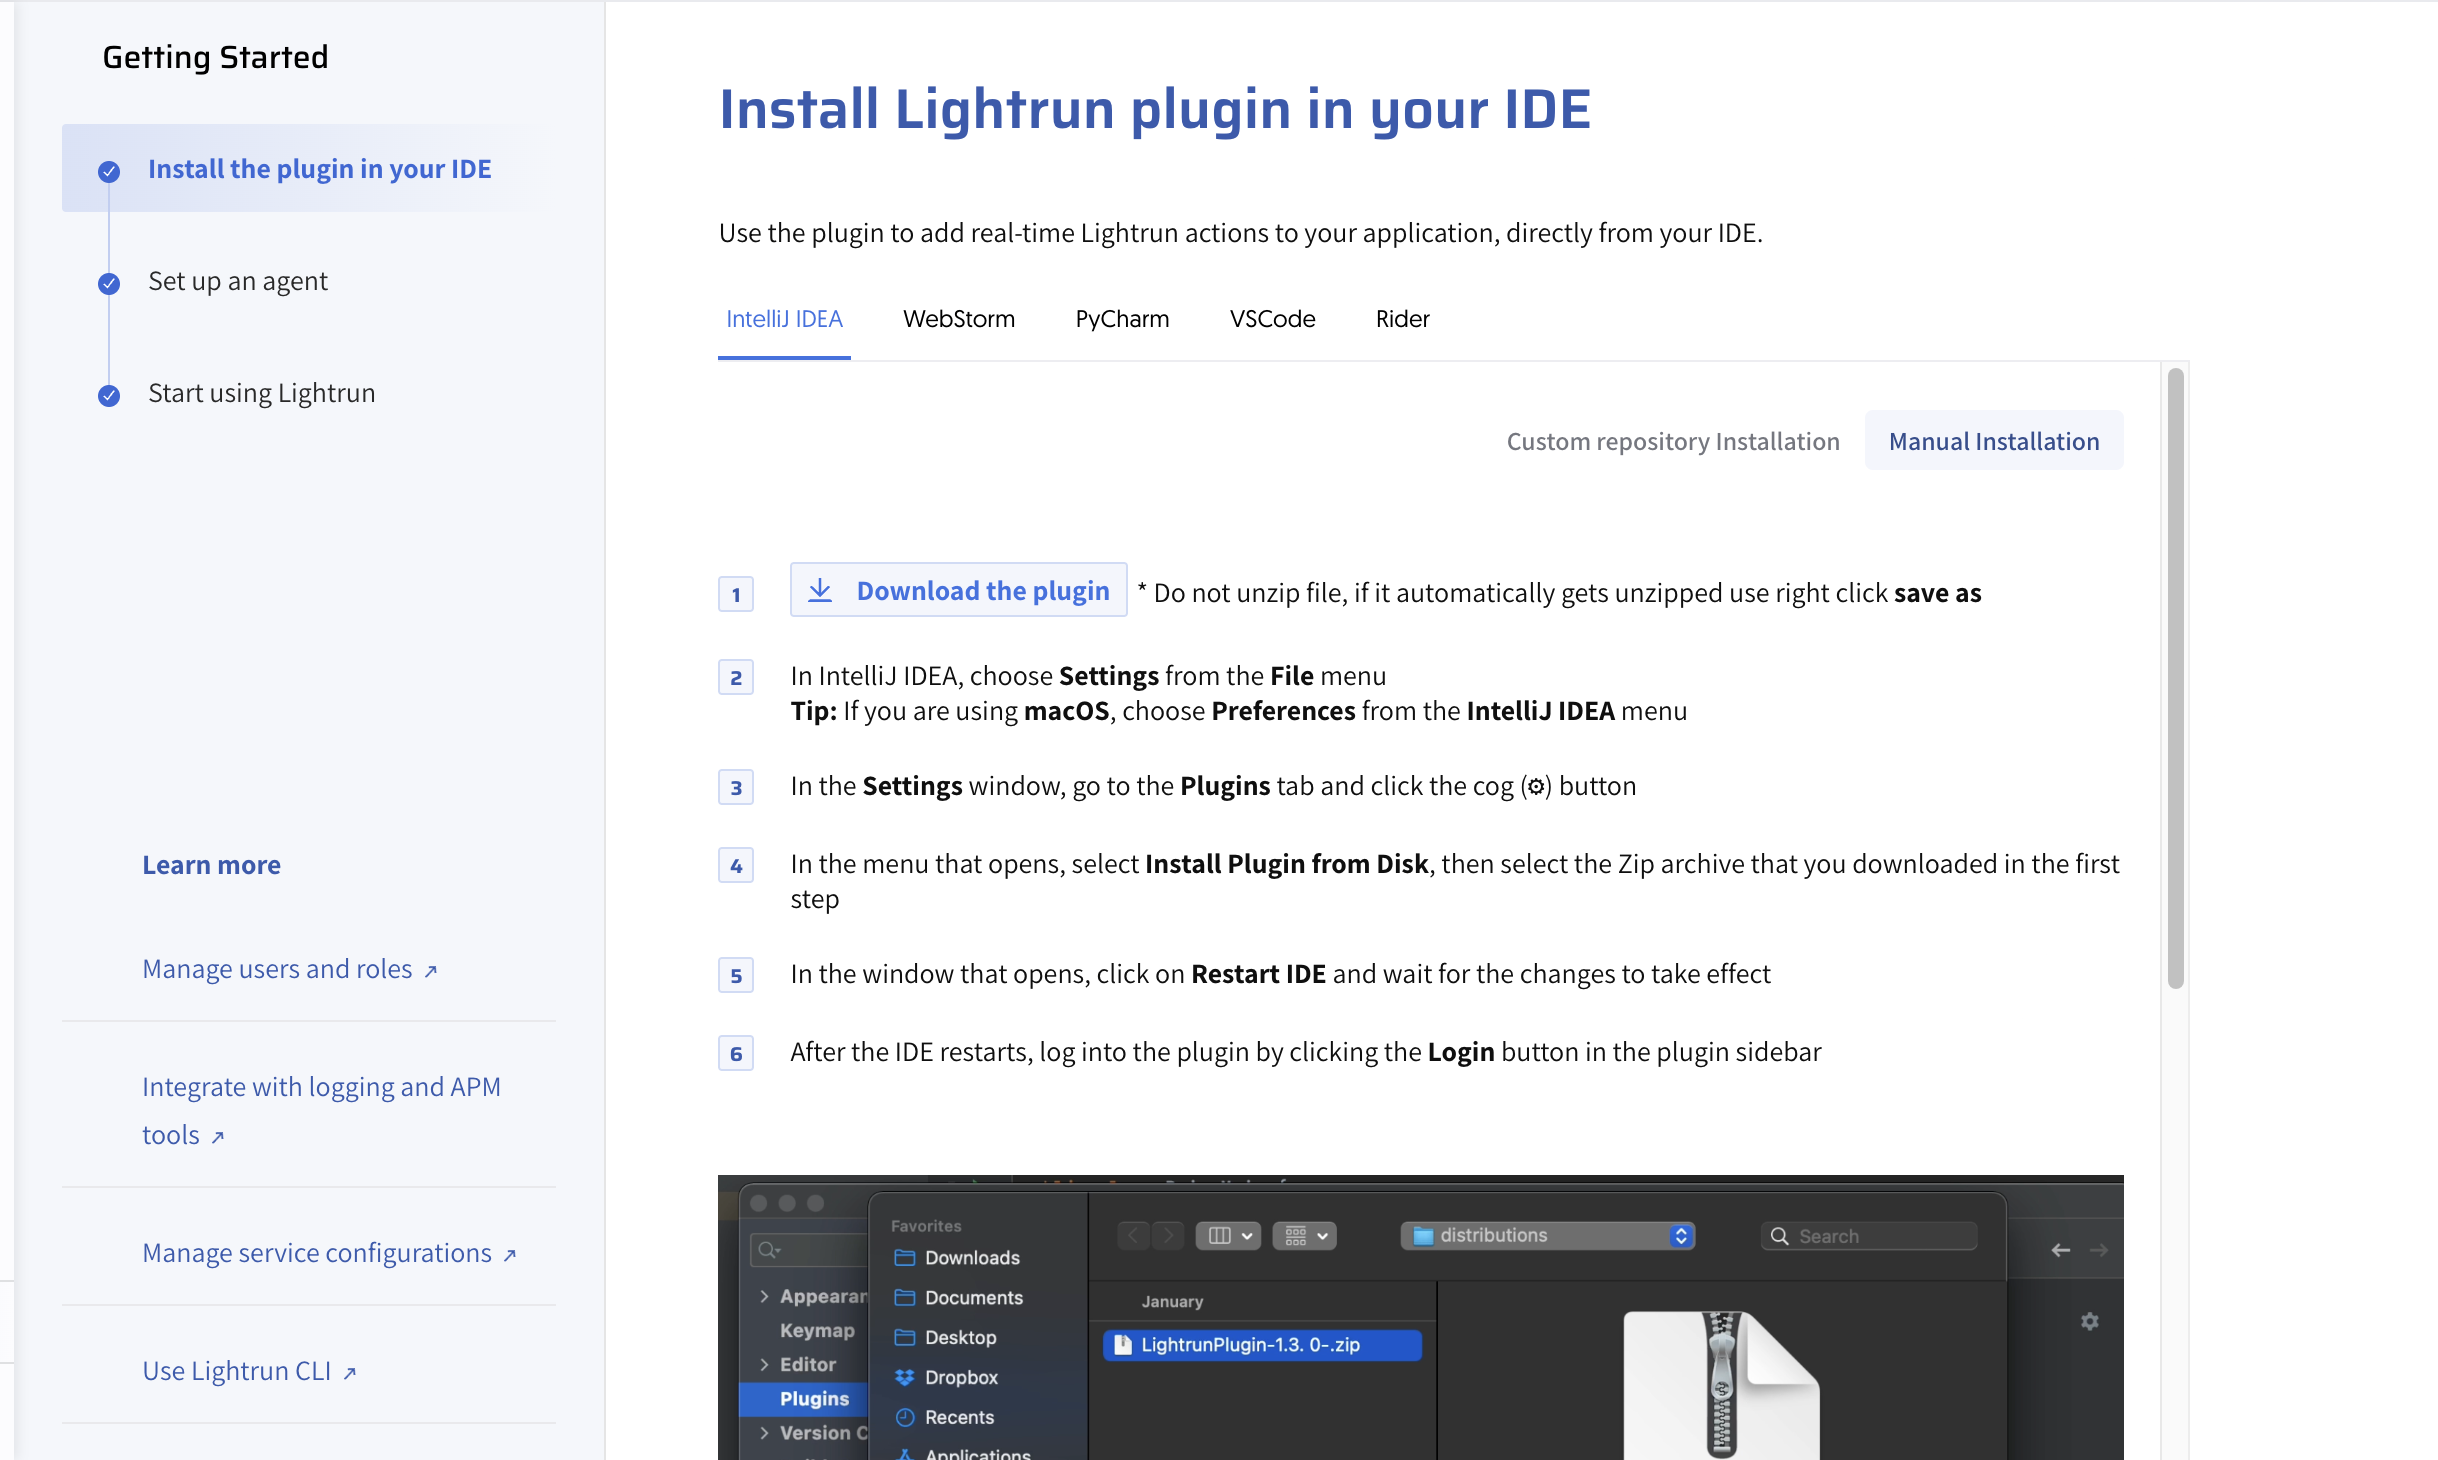 Getting Started
Install the plugin in your IDE
Set up an agent
Start using Lightrun
Learn more
Manage users and roles ↗
Integrate with logging and APM
tools ↗
Manage service configurations ↗
Use Lightrun CLI ↗
Install Lightrun plugin in your IDE
Use the plugin to add real-time Lightrun actions to your application, directly from your IDE.
IntelliJ IDEA WebStorm PyCharm VSCode Rider
Custom repository Installation Manual Installation
1 Download the plugin * Do not unzip file, if it automatically gets unzipped use right click save as
2 In IntelliJ IDEA, choose Settings from the File menu
Tip: If you are using macOS, choose Preferences from the IntelliJ IDEA menu
3 In the Settings window, go to the Plugins tab and click the cog (⚙) button
4 In the menu that opens, select Install Plugin from Disk, then select the Zip archive that you downloaded in the first
step
5 In the window that opens, click on Restart IDE and wait for the changes to take effect
6 After the IDE restarts, log into the plugin by clicking the Login button in the plugin sidebar
Appearan
Keymap
Editor
Plugins
Version C
Favorites
Downloads
Documents
Desktop
Dropbox
Recents
Applications
distributions
Search
January
LightrunPlugin-1.3. 0-.zip